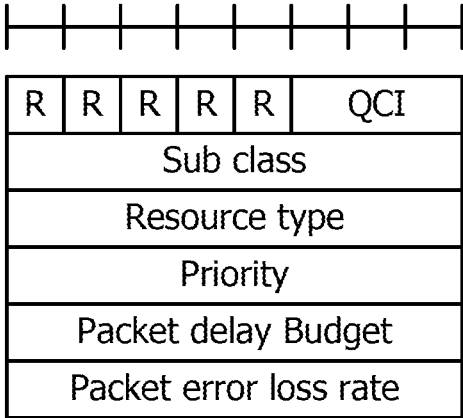 R R R R R QCI
Sub class
Resource type
Priority
Packet delay Budget
Packet error loss rate